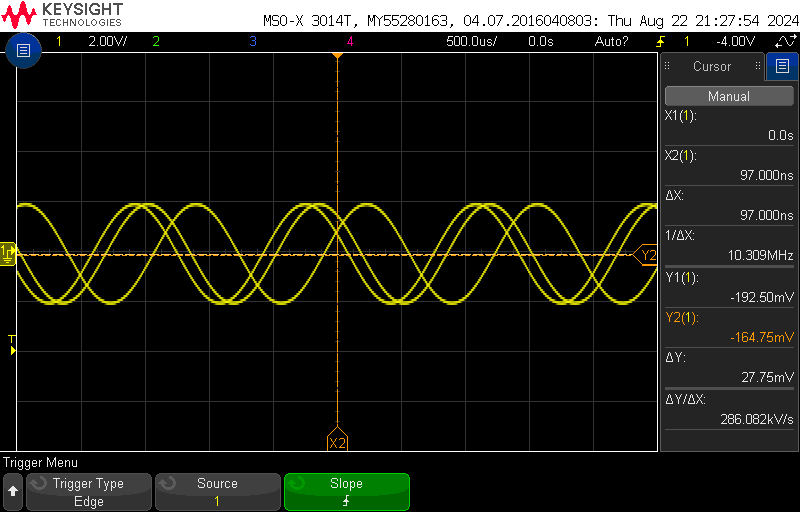 KEYSIGHT
TECHNOLOGIES
MSO-X 3014T, MY55280163, 04.07.2016040803: Thu Aug 22 21:27:54 2024
1 2.00V/ 2 3 4 500.0us/ 0.0s Auto? 1 -4.00V
Cursor
Manual
X1(1):
0.0s
X2(1):
97.000ns
ΔX:
97.000ns
1/ΔX:
10.309MHz
Y1(1):
-192.50mV
Y2(1):
-164.75mV
ΔY:
27.75mV
ΔY/ΔX:
286.082kV/s
1
Y2
T
X2
Trigger Menu
Trigger Type
Edge
Source
1
Slope